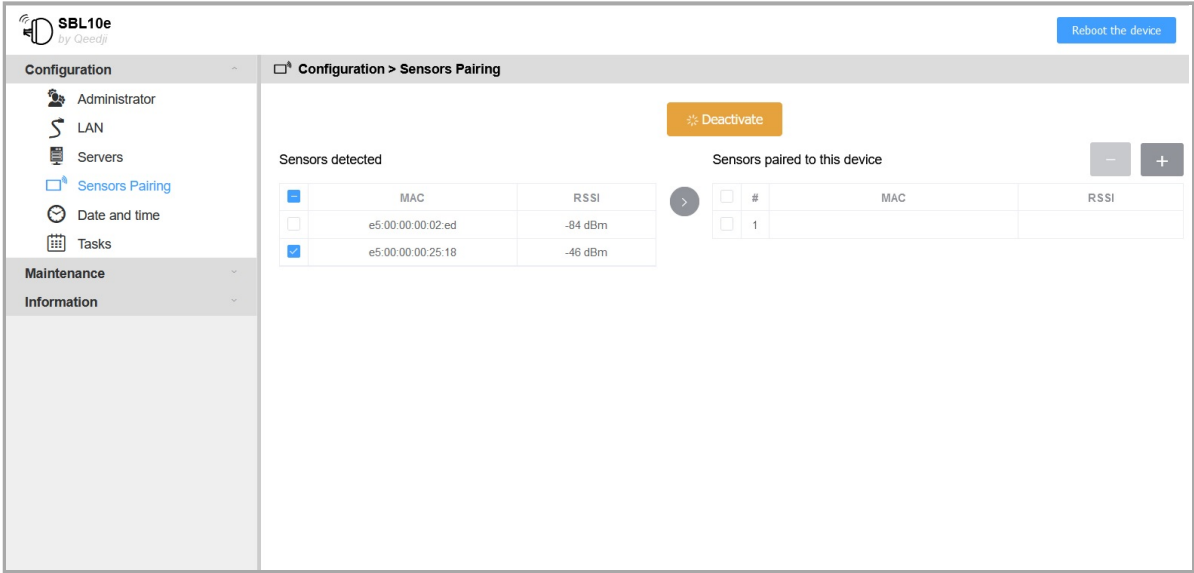 SBL10e
by Qeedji
Reboot the device
Configuration
Configuration > Sensors Pairing
Administrator
LAN
Servers
Sensors Pairing
Date and time
Tasks
Maintenance
Information
Deactivate
Sensors detected
MAC RSSI
e5:00:00:00:02:ed -84 dBm
e5:00:00:00:25:18 -46 dBm
Sensors paired to this device
# MAC RSSI
1